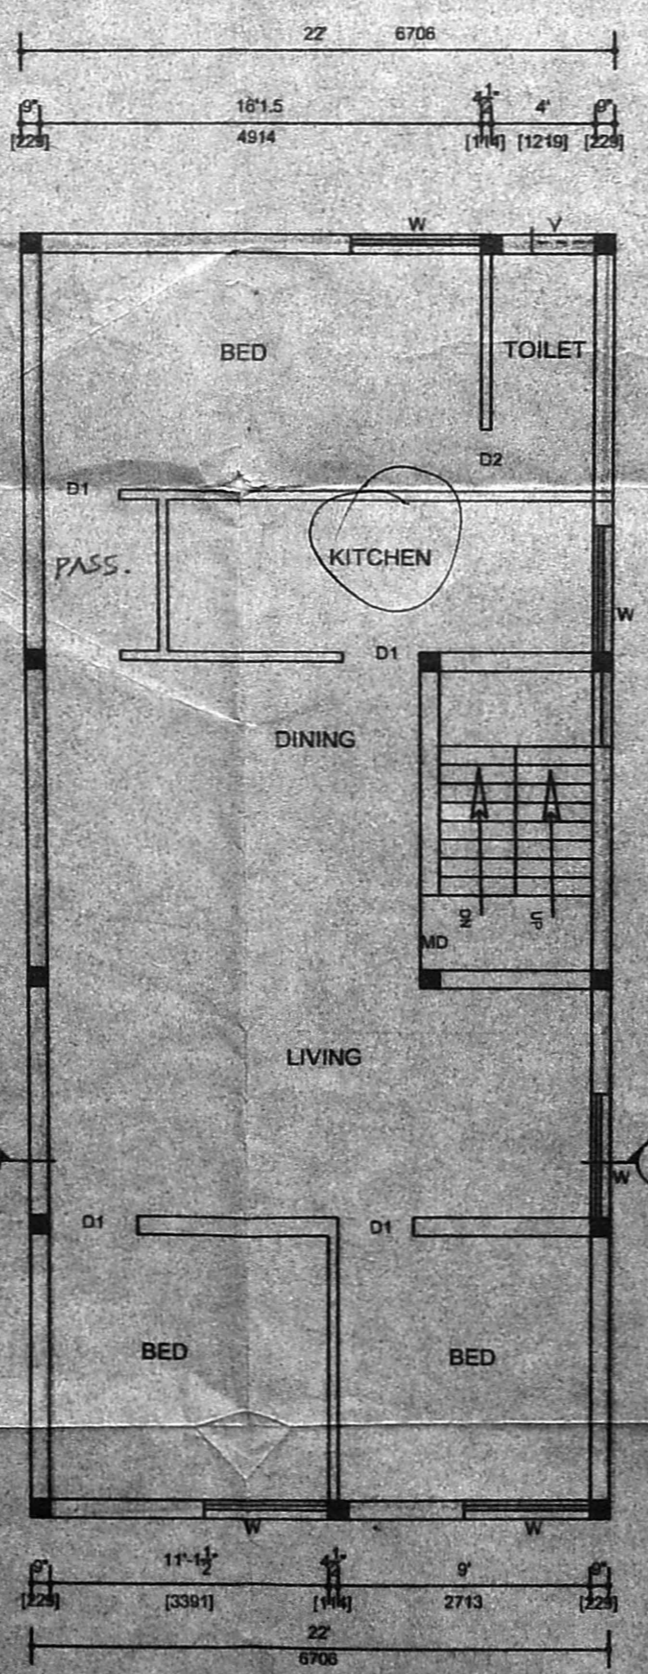 22' 6706
9" 16'1.5 4½" 4' 9"
[229] 4914 [114] [1219] [229]
W V
BED TOILET
D2
D1
KITCHEN
PASS.
W
D1
DINING
DN UP
MD
LIVING
W
D1 D1
BED BED
W W
9" 11'-1½" 4½" 9' 9"
[229] [3391] [114] 2713 [229]
22'
6706